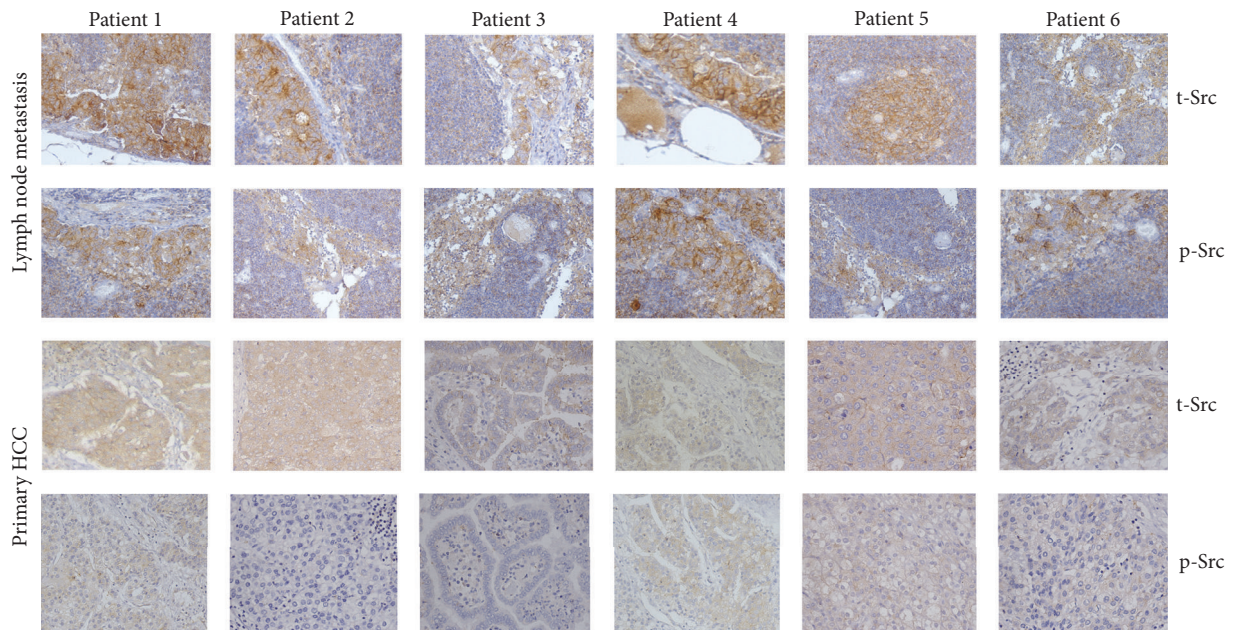 Patient 1 Patient 2 Patient 3 Patient 4 Patient 5 Patient 6
Lymph node metastasis
t-Src
p-Src
Primary HCC
t-Src
p-Src